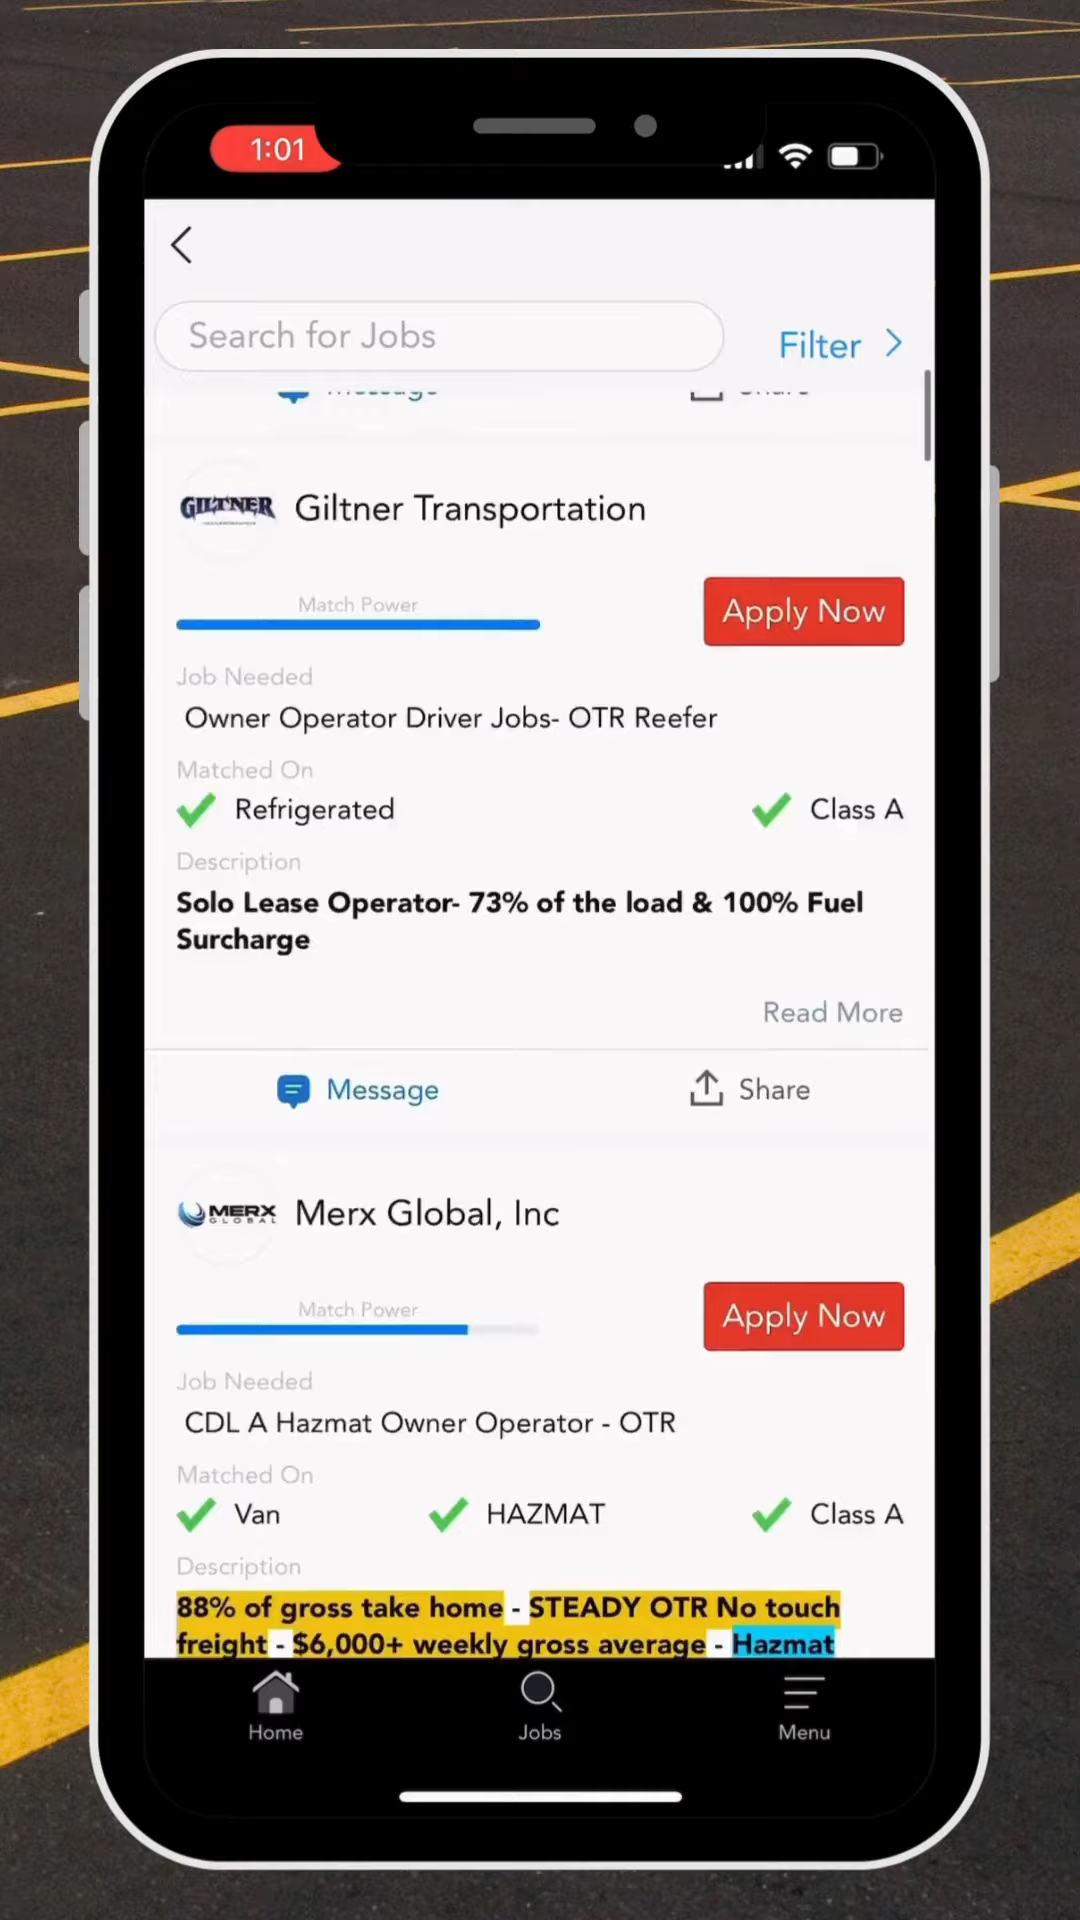 1:01
Search for Jobs
Filter
Message
Share
GILTNER
Giltner Transportation
Match Power
Apply Now
Job Needed
Owner Operator Driver Jobs- OTR Reefer
Matched On
Refrigerated
Class A
Description
Solo Lease Operator- 73% of the load & 100% Fuel
Surcharge
Read More
Message
Share
MERX
GLOBAL
Merx Global, Inc
Match Power
Apply Now
Job Needed
CDL A Hazmat Owner Operator - OTR
Matched On
Van
HAZMAT
Class A
Description
88% of gross take home - STEADY OTR No touch
freight - $6,000+ weekly gross average - Hazmat
Home
Jobs
Menu